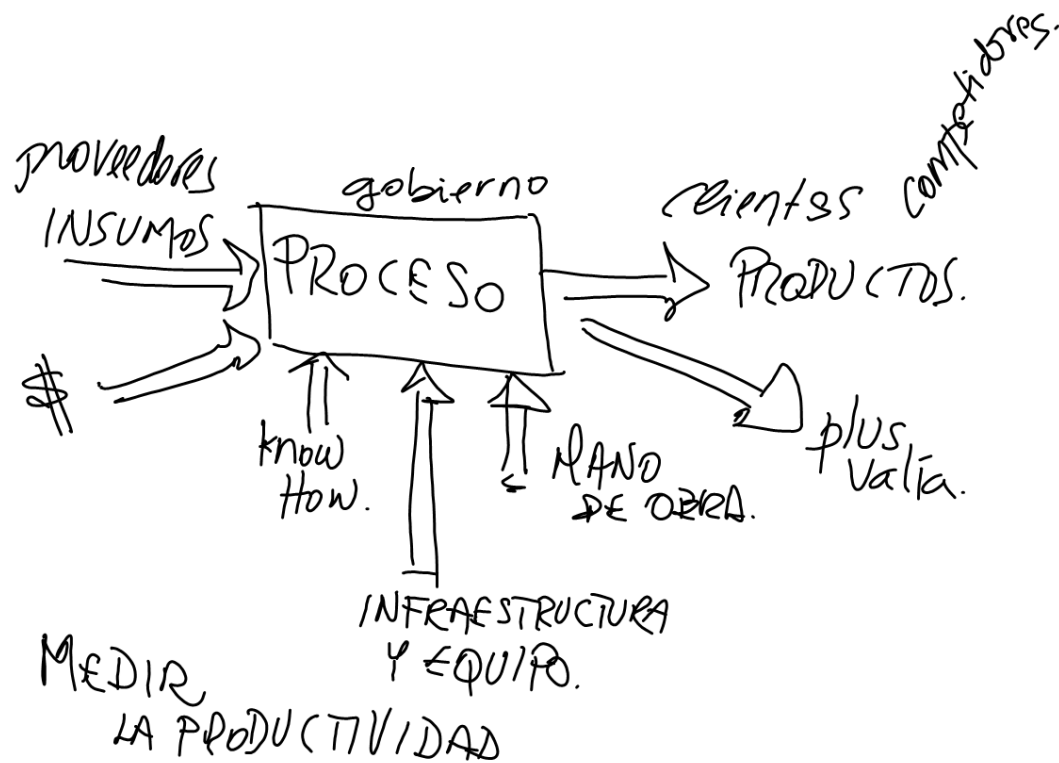 competidores.
proveedores
gobierno
clientes
INSUMOS
PROCESO
PRODUCTOS.
$
know
How.
MANO
DE OBRA.
plus
valía.
INFRAESTRUCTURA
Y EQUIPO.
MEDIR
LA PRODUCTIVIDAD